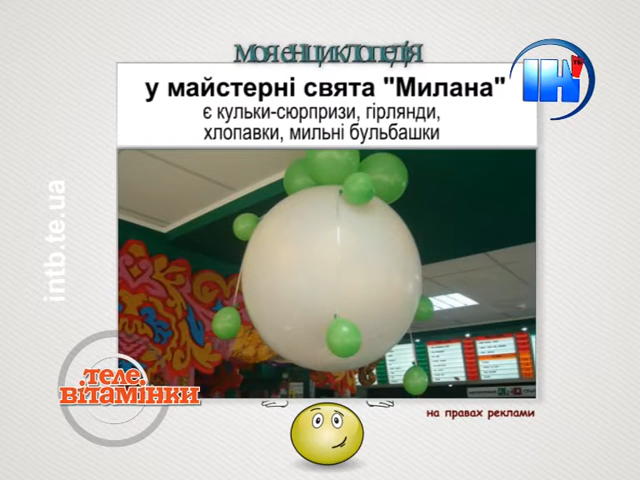 моя енциклопедія
у майстерні свята "Милана"
є кульки-сюрпризи, гірлянди,
хлопавки, мильні бульбашки
ІНТБ
intb.te.ua
теле.
вітамінки
на правах реклами